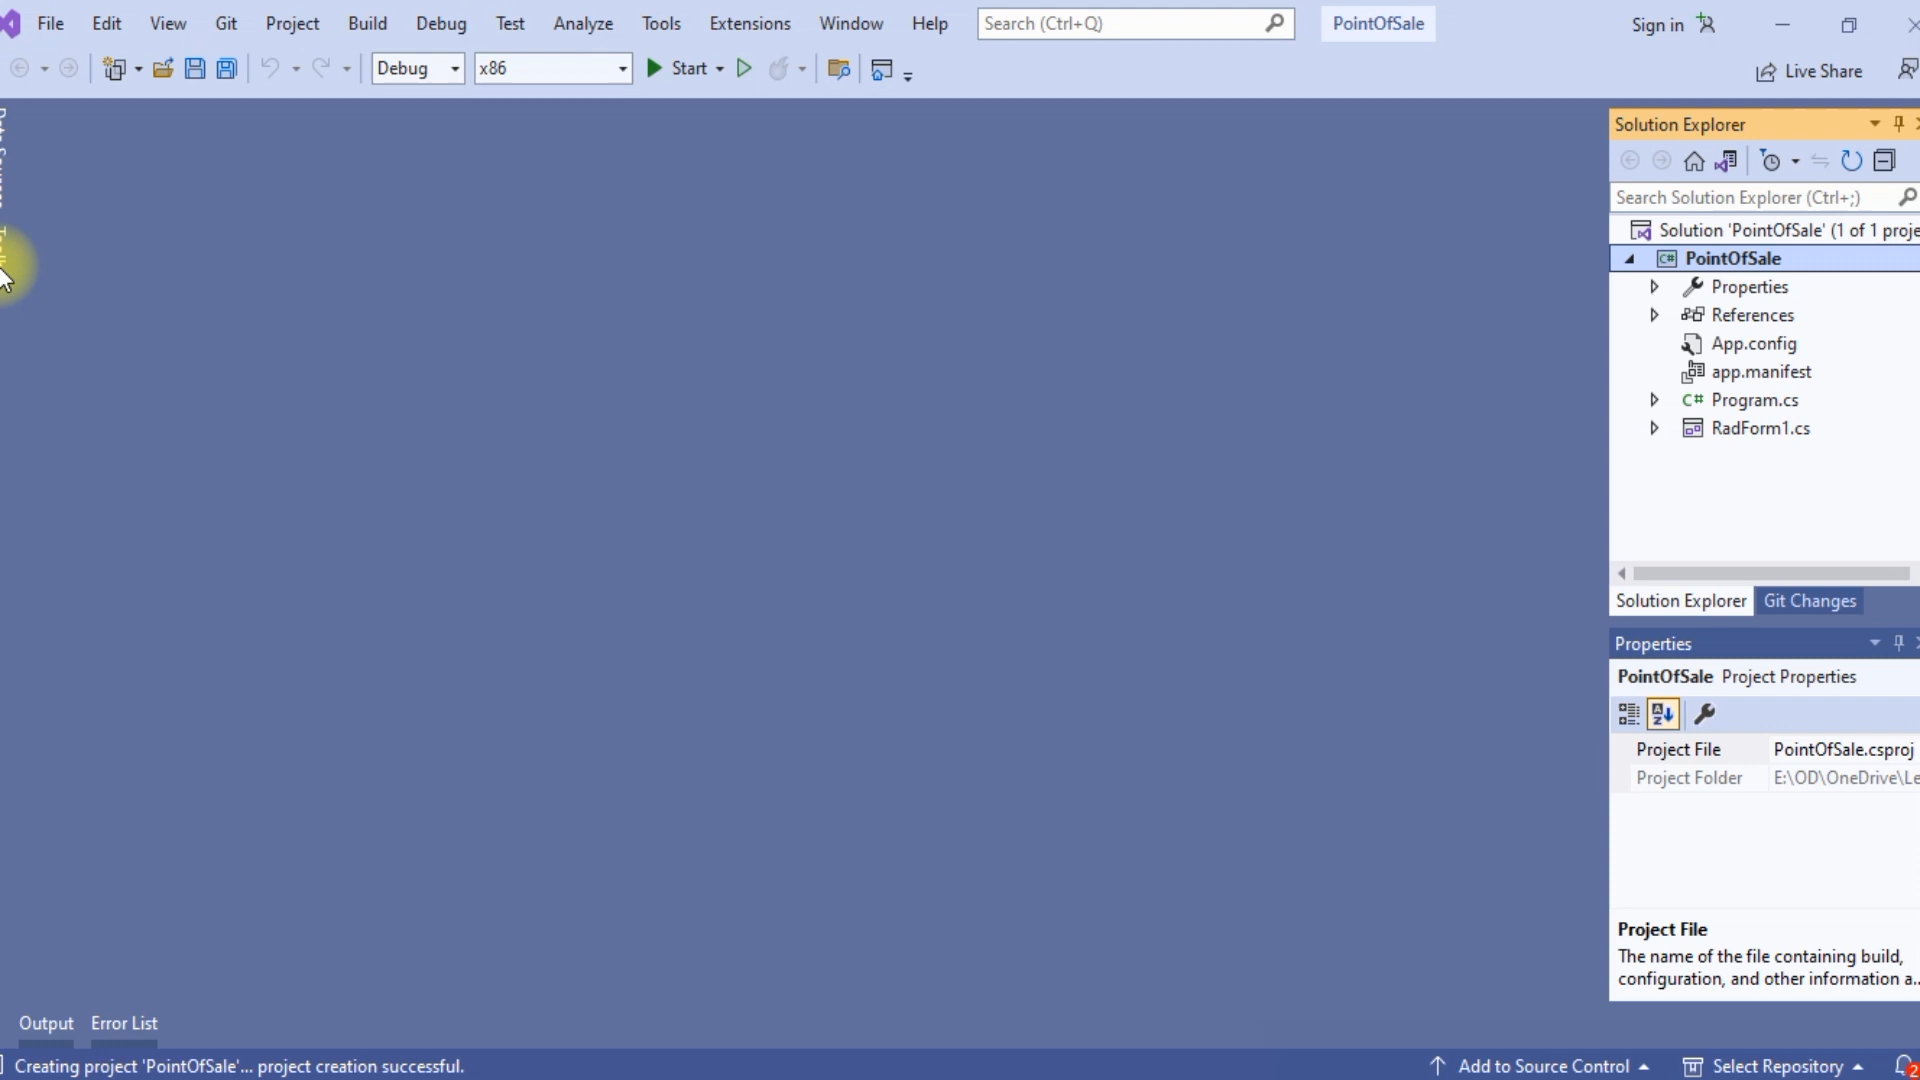 File Edit View Git Project Build Debug Test Analyze Tools Extensions Window Help Search (Ctrl+Q) PointOfSale Sign in
Debug x86 Start Live Share
Solution Explorer
Search Solution Explorer (Ctrl+;)
Solution 'PointOfSale' (1 of 1 proje
C# PointOfSale
Properties
References
App.config
app.manifest
C# Program.cs
RadForm1.cs
Solution Explorer Git Changes
Properties
PointOfSale Project Properties
Project File PointOfSale.csproj
Project Folder E:\OD\OneDrive\Le
Project File
The name of the file containing build,
configuration, and other information a..
Output Error List
Creating project 'PointOfSale'... project creation successful. Add to Source Control Select Repository 2